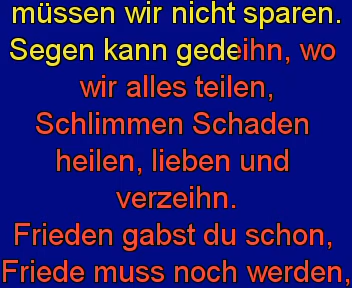 müssen wir nicht sparen.
Segen kann gedeihn, wo
wir alles teilen,
Schlimmen Schaden
heilen, lieben und
verzeihn.
Frieden gabst du schon,
Friede muss noch werden,